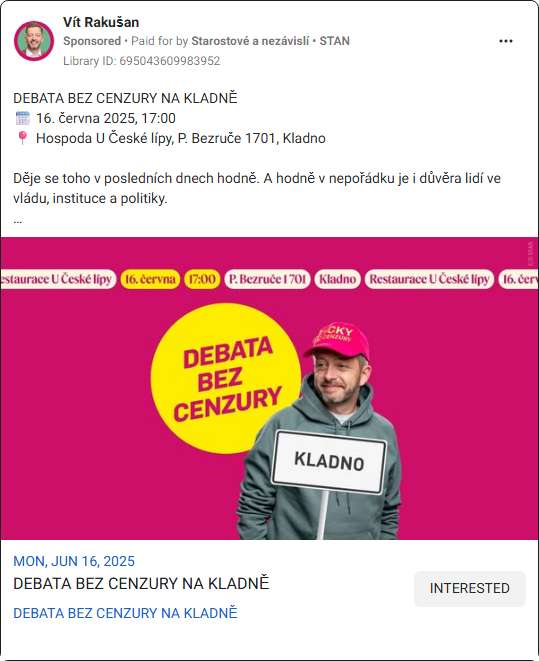 Vít Rakušan
Sponsored • Paid for by Starostové a nezávislí • STAN
Library ID: 695043609983952
DEBATA BEZ CENZURY NA KLADNĚ
16. června 2025, 17:00
Hospoda U České lípy, P. Bezruče 1701, Kladno
Děje se toho v posledních dnech hodně. A hodně v nepořádku je i důvěra lidí ve
vládu, instituce a politiky.
...
estaurace U České lípy 16. června 17:00 P. Bezruče 1701 Kladno Restaurace U České lípy 16. červ
DEBATA
BEZ
CENZURY
CENZURY
KLADNO
MON, JUN 16, 2025
DEBATA BEZ CENZURY NA KLADNĚ
INTERESTED
DEBATA BEZ CENZURY NA KLADNĚ